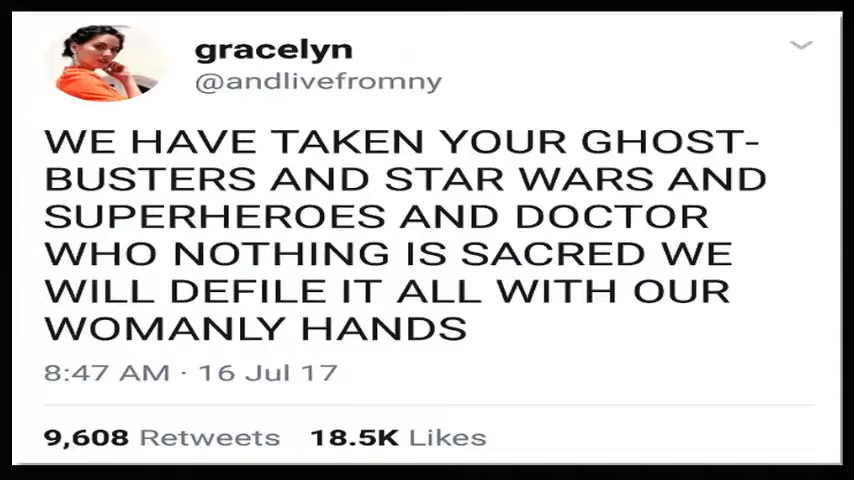 gracelyn
@andlivefromny
WE HAVE TAKEN YOUR GHOST-
BUSTERS AND STAR WARS AND
SUPERHEROES AND DOCTOR
WHO NOTHING IS SACRED WE
WILL DEFILE IT ALL WITH OUR
WOMANLY HANDS
8:47 AM · 16 Jul 17
9,608 Retweets 18.5K Likes